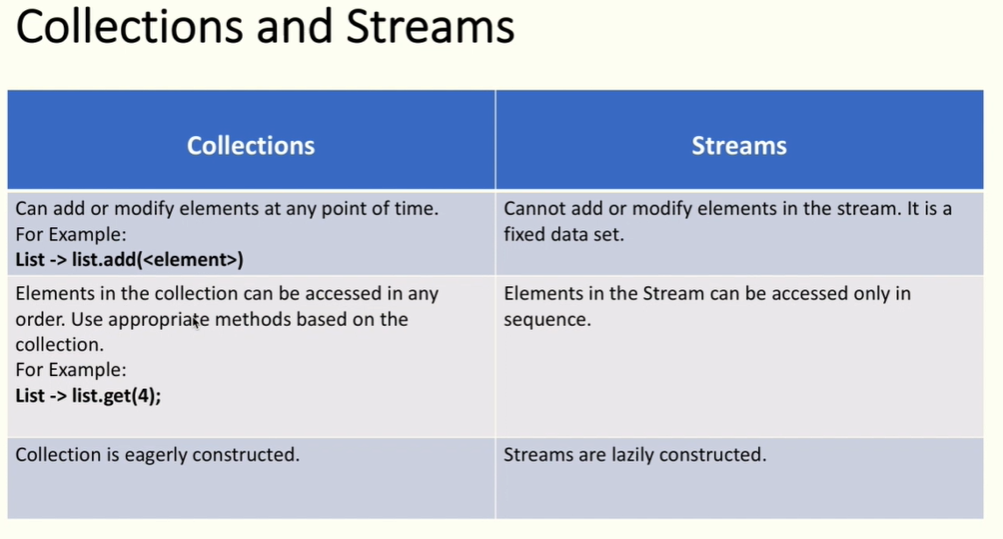 Collections and Streams
Collections
Streams
Can add or modify elements at any point of time.
For Example:
List -> list.add(<element>)
Cannot add or modify elements in the stream. It is a
fixed data set.
Elements in the collection can be accessed in any
order. Use appropriate methods based on the
collection.
For Example:
List -> list.get(4);
Elements in the Stream can be accessed only in
sequence.
Collection is eagerly constructed.
Streams are lazily constructed.